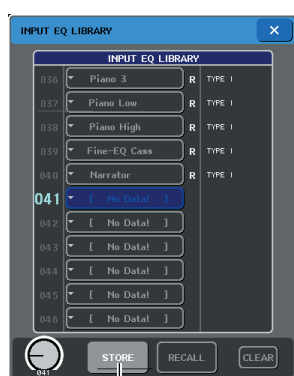 INPUT EQ LIBRARY ×
INPUT EQ LIBRARY
036 Piano 3 R TYPE I
037 Piano Low R TYPE I
038 Piano High R TYPE I
039 Fine-EQ Cass R TYPE I
040 Narrator R TYPE I
041 [ No Data! ]
042 [ No Data! ]
043 [ No Data! ]
044 [ No Data! ]
045 [ No Data! ]
046 [ No Data! ]
041 STORE RECALL CLEAR